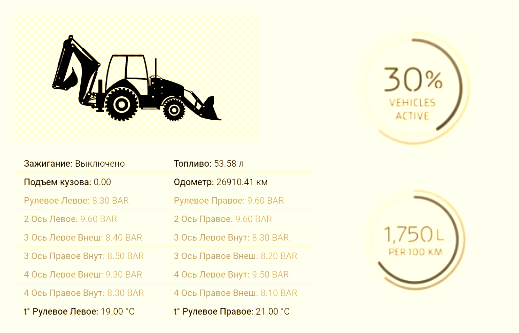 Зажигание: Выключено
Топливо: 53.58 л
Подъем кузова: 0.00
Одометр: 26910.41 км
Рулевое Левое: 8.30 BAR
Рулевое Правое: 9.60 BAR
2 Ось Левое: 9.60 BAR
2 Ось Правое: 9.60 BAR
3 Ось Левое Внеш: 8.40 BAR
3 Ось Левое Внут: 8.30 BAR
3 Ось Правое Внут: 8.50 BAR
3 Ось Правое Внеш: 8.20 BAR
4 Ось Левое Внеш: 9.30 BAR
4 Ось Левое Внут: 9.50 BAR
4 Ось Правое Внут: 8.30 BAR
4 Ось Правое Внеш: 8.10 BAR
t° Рулевое Левое: 19.00 °C
t° Рулевое Правое: 21.00 °C
30%
VEHICLES
ACTIVE
1,750 L
PER 100 KM